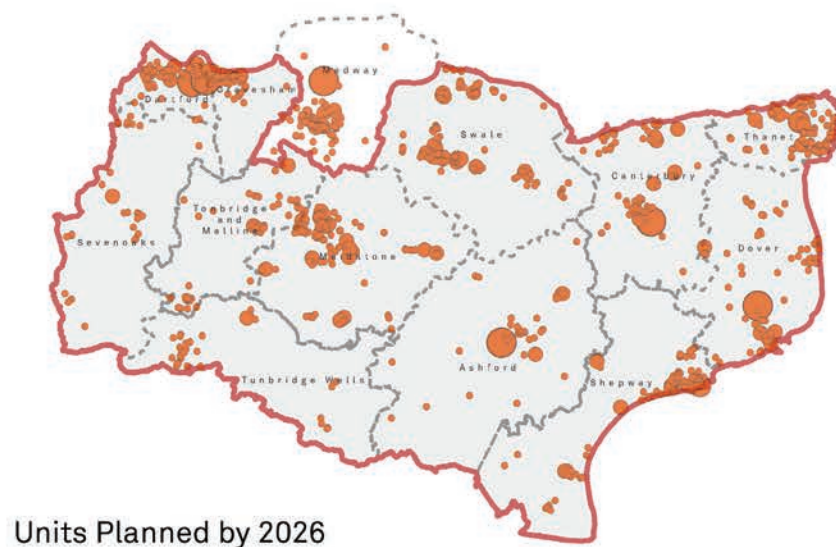 Medway
Dartford
Gravesham
Swale
Thanet
Canterbury
Tonbridge
and
Malling
Sevenoaks
Maidstone
Dover
Ashford
Tunbridge Wells
Shepway
Units Planned by 2026